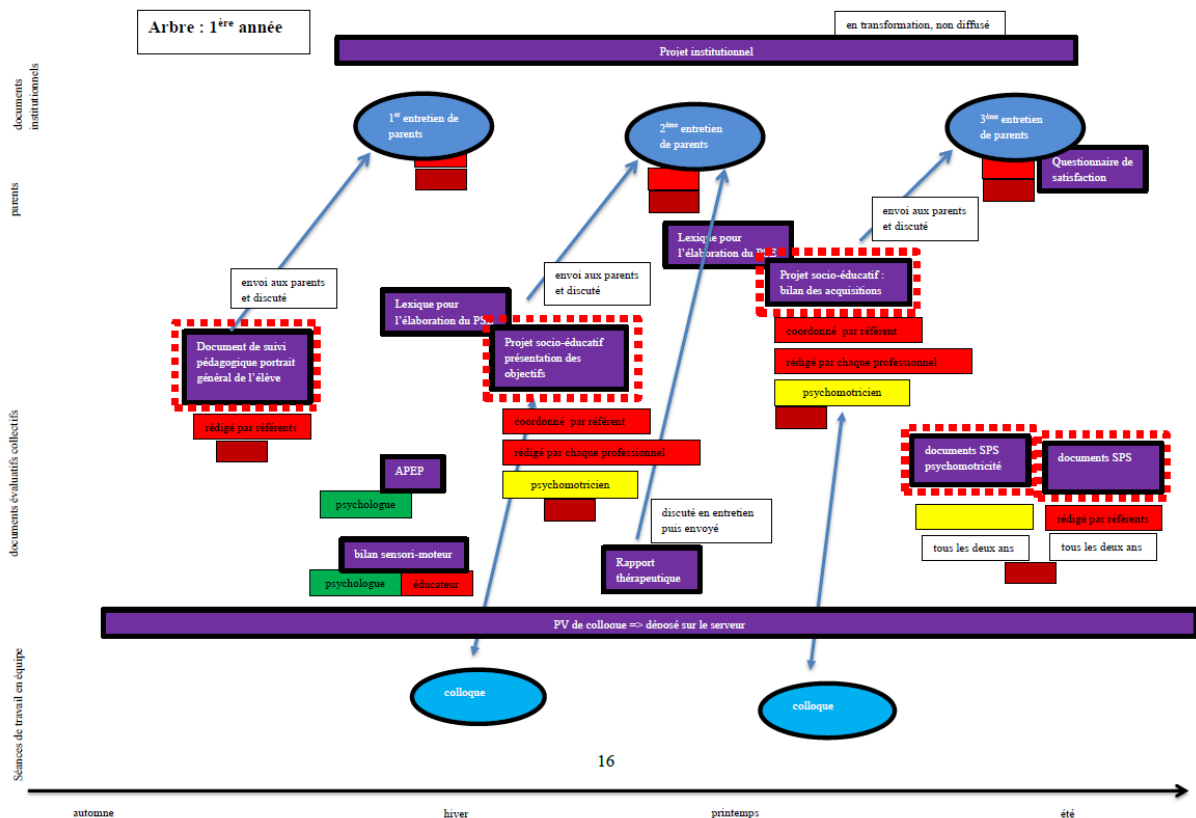 Arbre : 1ère année
en transformation, non diffusé
Projet institutionnel
documents
institutionnels
1er entretien de
parents
2ème entretien
de parents
3ème entretien
de parents
Questionnaire de
satisfaction
parents
envoi aux parents
et discuté
Lexique pour
l'élaboration du
envoi aux parents
et discuté
Projet socio-éducatif :
bilan des acquisitions
envoi aux parents
et discuté
Lexique pour
l'élaboration du
Document de suivi
pédagogique portrait
général de l'élève
Projet socio-éducatif
présentation des
objectifs
coordonné par référent
rédigé par chaque professionnel
psychomotricien
documents évaluatifs collectifs
rédigé par référents
coordonné par référent
rédigé par chaque professionnel
psychomotricien
APEP
psychologue
documents SPS
psychomotricité
documents SPS
discuté en entretien
puis envoyé
rédigé par référents
bilan sensori-moteur
psychologue
éducateur
Rapport
thérapeutique
tous les deux ans
tous les deux ans
PV de colloque => déposé sur le serveur
Séances de travail en équipe
colloque
colloque
16
automne
hiver
printemps
été